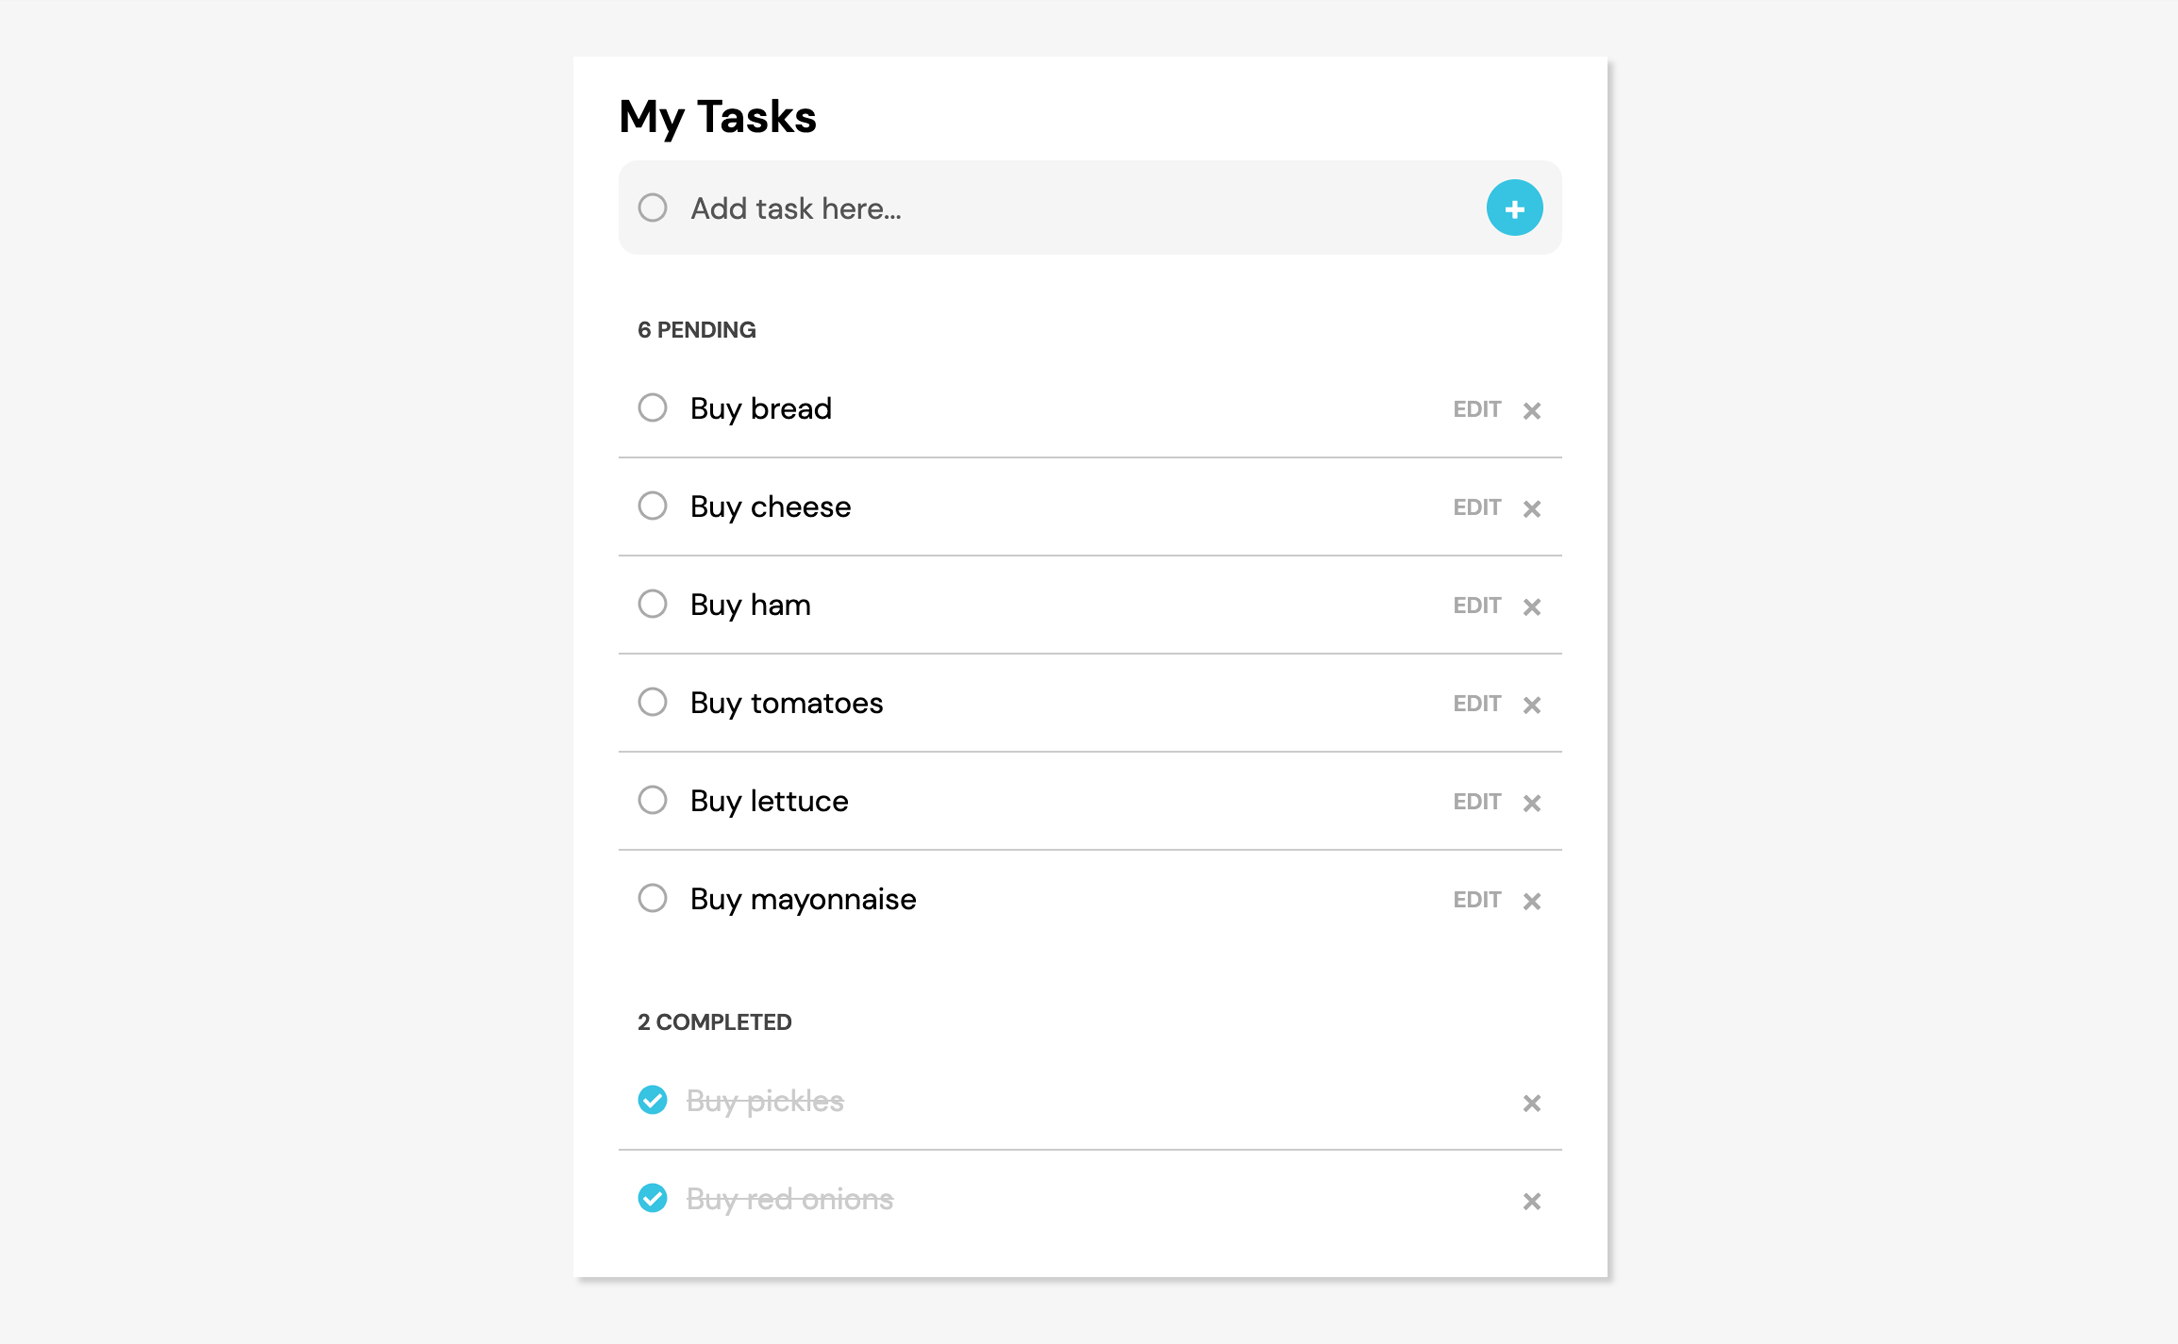 My Tasks
Add task here...
6 PENDING
Buy bread EDIT
Buy cheese EDIT
Buy ham EDIT
Buy tomatoes EDIT
Buy lettuce EDIT
Buy mayonnaise EDIT
2 COMPLETED
Buy pickles
Buy red onions